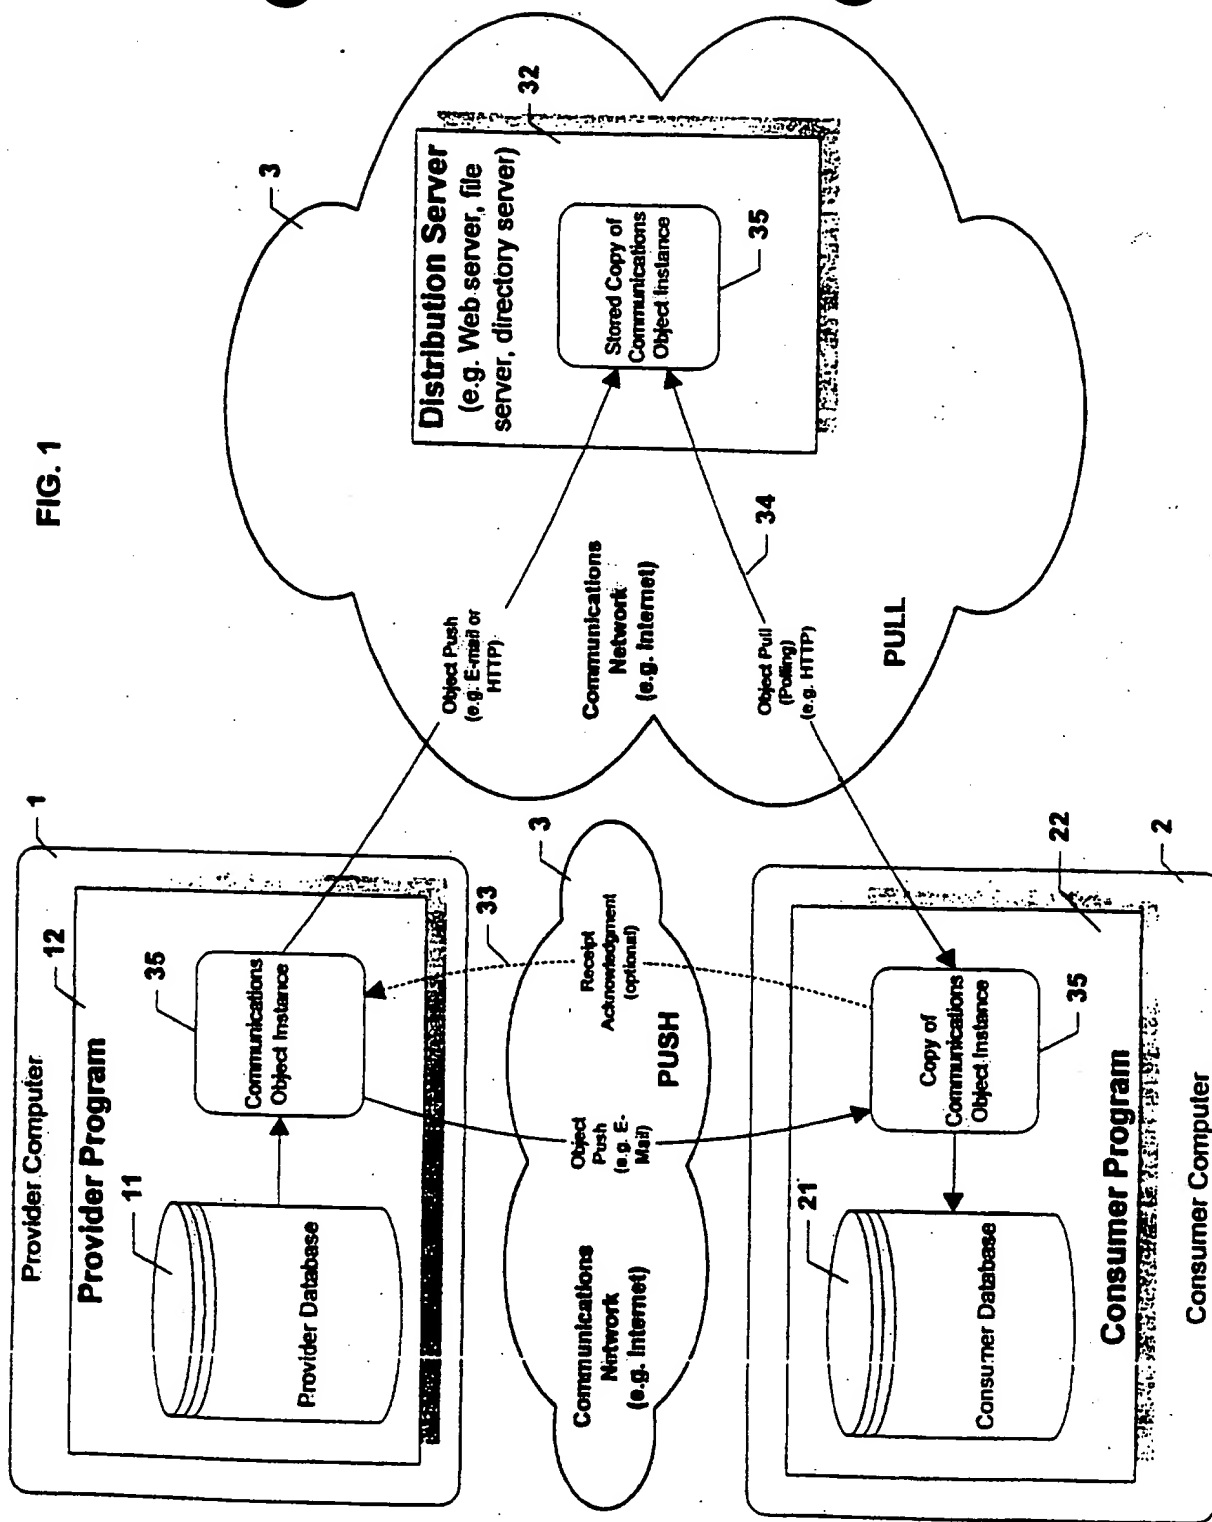 FIG. 1
Provider Computer
1
Provider Program
12
11
Provider Database
35
Communications
Object Instance
Communications
Network
(e.g. Internet)
3
Object
Push
(e.g. E-
Mail)
PUSH
Receipt
Acknowledgment
(optional)
33
Consumer Computer
2
Consumer Program
22
21
Consumer Database
Copy of
Communications
Object Instance
35
3
Object Push
(e.g. E-mail or
HTTP)
Communications
Network
(e.g. Internet)
Object Pull
(Polling)
(e.g. HTTP)
34
PULL
Distribution Server
(e.g. Web server, file
server, directory server)
32
Stored Copy of
Communications
Object Instance
35